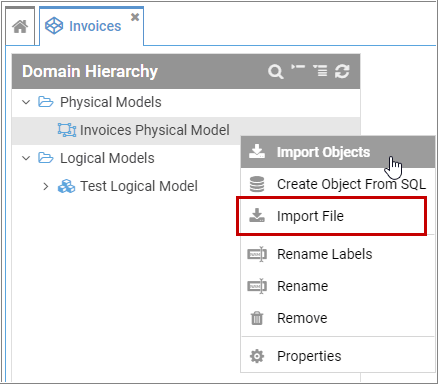 Invoices
Domain Hierarchy
Physical Models
Invoices Physical Model
Logical Models
Test Logical Model
Import Objects
Create Object From SQL
Import File
Rename Labels
Rename
Remove
Properties